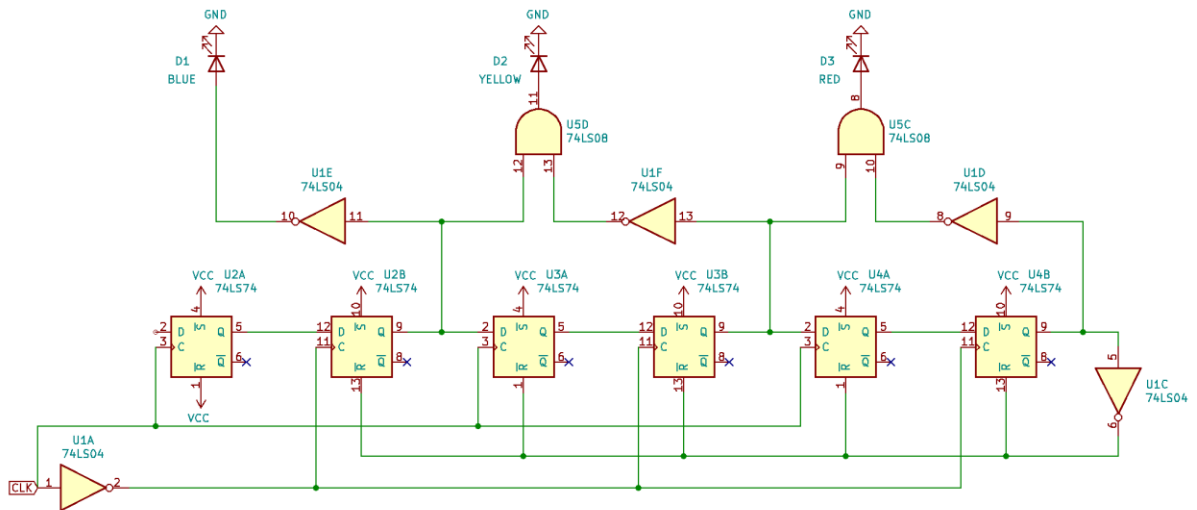 GND
GND
GND
D1
BLUE
D2
YELLOW
D3
RED
11
8
U5D
74LS08
U5C
74LS08
12
13
9
10
U1E
74LS04
U1F
74LS04
U1D
74LS04
10
11
12
13
8
9
VCC
U2A
74LS74
VCC
U2B
74LS74
VCC
U3A
74LS74
VCC
U3B
74LS74
VCC
U4A
74LS74
VCC
U4B
74LS74
4
10
4
10
4
10
2 D S Q 5
3 C Q 6
R
1
12 D S Q 9
11 C Q 8
R
13
2 D S Q 5
3 C Q 6
R
1
12 D S Q 9
11 C Q 8
R
13
2 D S Q 5
3 C Q 6
R
1
12 D S Q 9
11 C Q 8
R
13
VCC
5
U1C
74LS04
6
U1A
74LS04
CLK
1
2